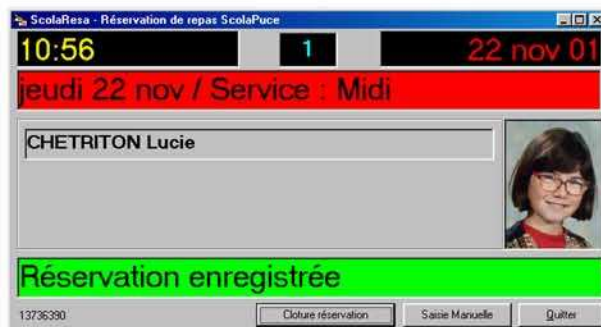 ScolaResa - Réservation de repas ScolaPuce
10:56 1 22 nov 01
jeudi 22 nov / Service : Midi
CHETRITON Lucie
Réservation enregistrée
13736390 Cloture réservation Saisie Manuelle Quitter